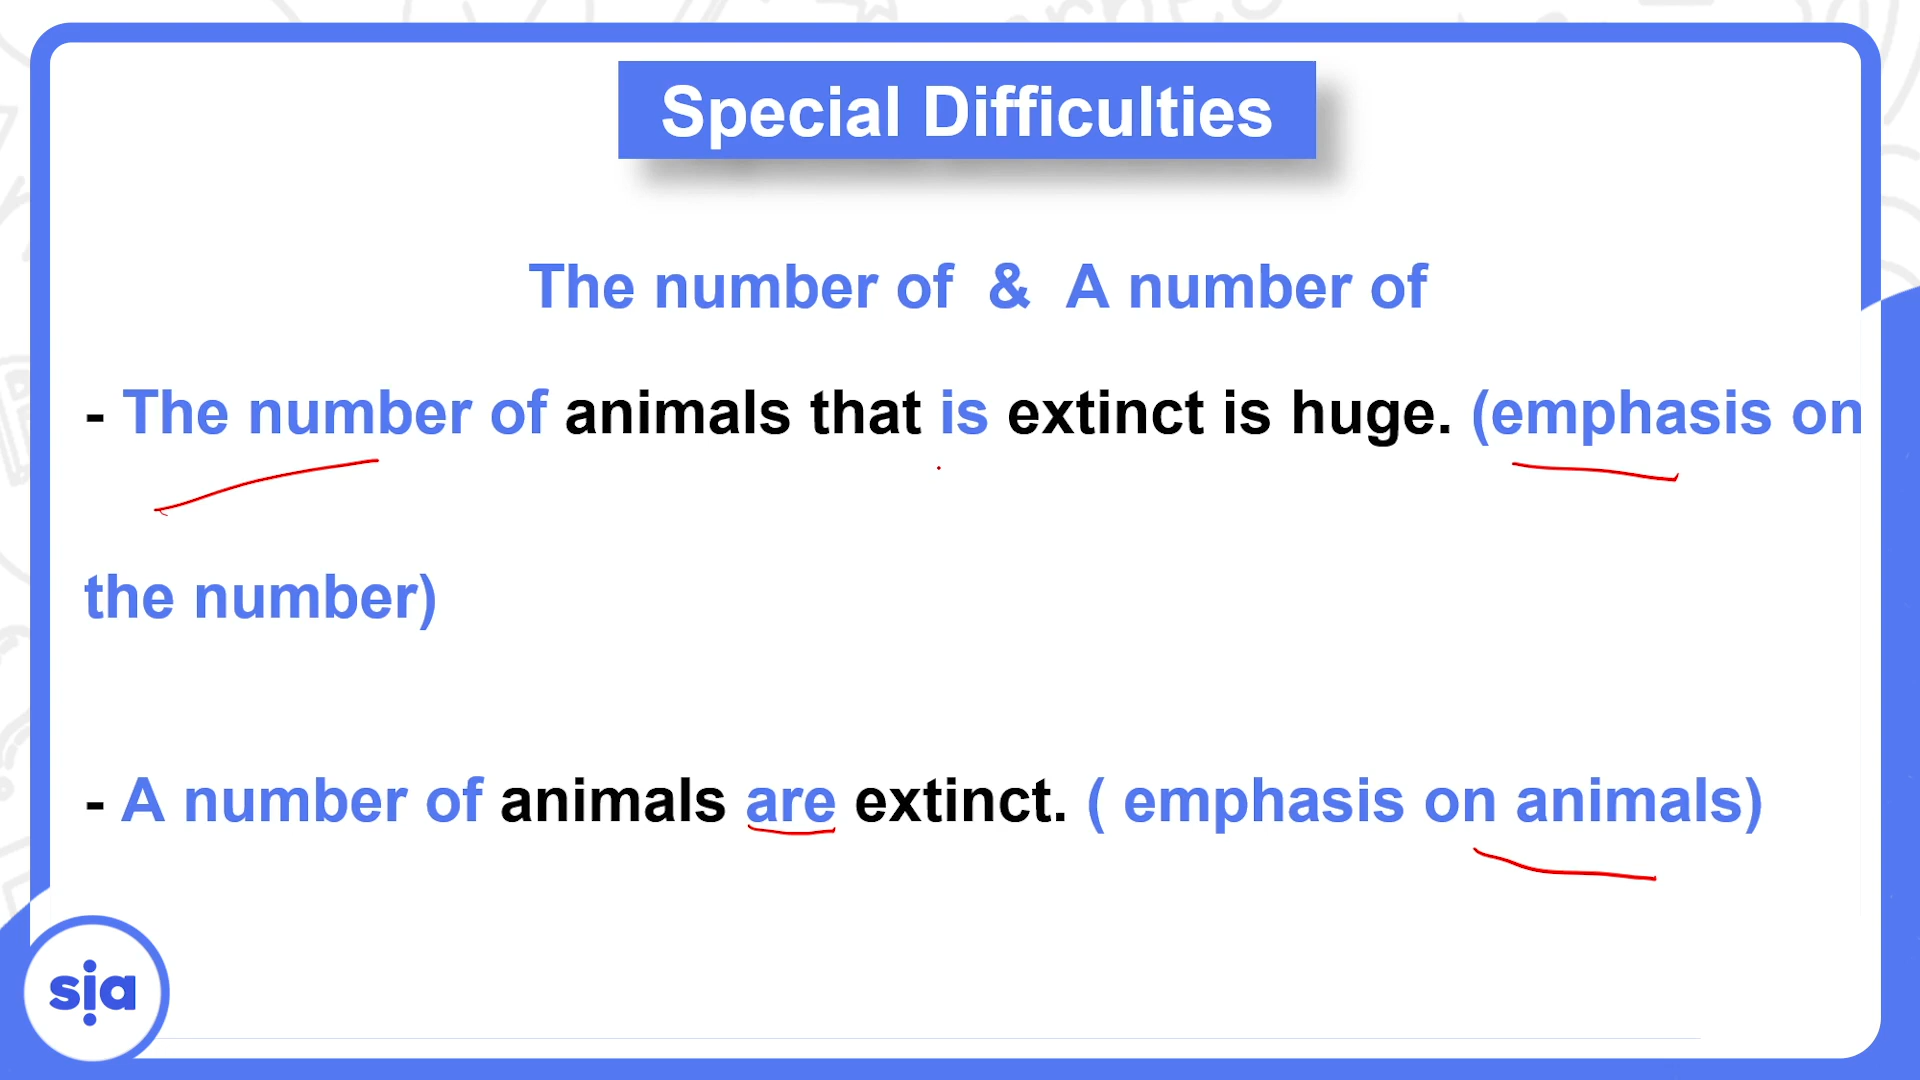 Special Difficulties
The number of & A number of
- The number of animals that is extinct is huge. (emphasis on
the number)
- A number of animals are extinct. ( emphasis on animals)
sia